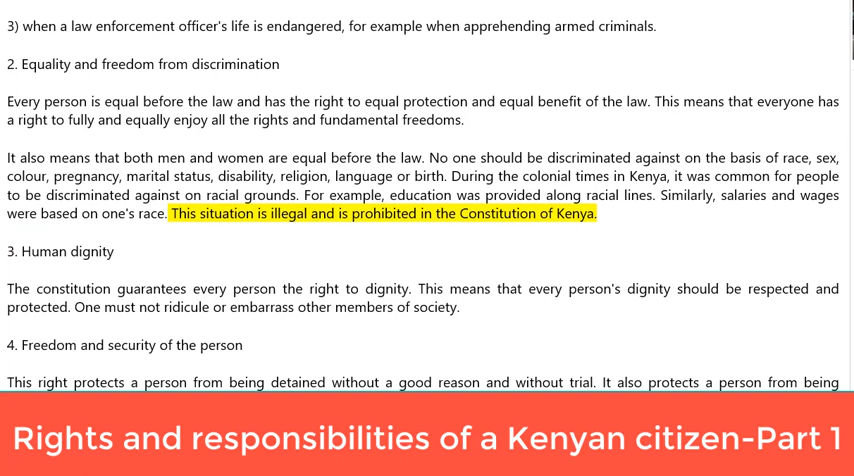 3) when a law enforcement officer's life is endangered, for example when apprehending armed criminals.
2. Equality and freedom from discrimination
Every person is equal before the law and has the right to equal protection and equal benefit of the law. This means that everyone has
a right to fully and equally enjoy all the rights and fundamental freedoms.
It also means that both men and women are equal before the law. No one should be discriminated against on the basis of race, sex,
colour, pregnancy, marital status, disability, religion, language or birth. During the colonial times in Kenya, it was common for people
to be discriminated against on racial grounds. For example, education was provided along racial lines. Similarly, salaries and wages
were based on one's race. This situation is illegal and is prohibited in the Constitution of Kenya.
3. Human dignity
The constitution guarantees every person the right to dignity. This means that every person's dignity should be respected and
protected. One must not ridicule or embarrass other members of society.
4. Freedom and security of the person
This right protects a person from being detained without a good reason and without trial. It also protects a person from being
Rights and responsibilities of a Kenyan citizen-Part 1